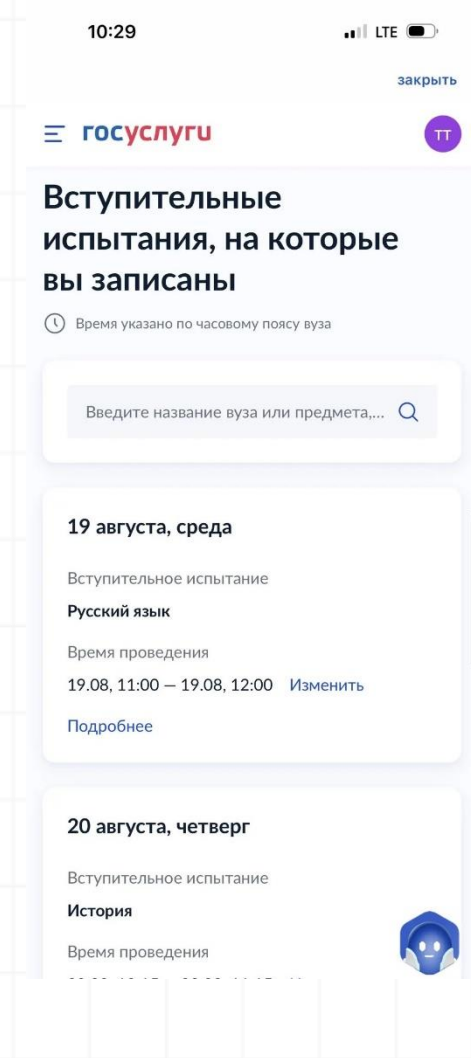 10:29
LTE
закрыть
госуслуги
ТТ
Вступительные
испытания, на которые
вы записаны
Время указано по часовому поясу вуза
Введите название вуза или предмета,...
19 августа, среда
Вступительное испытание
Русский язык
Время проведения
19.08, 11:00 — 19.08, 12:00 Изменить
Подробнее
20 августа, четверг
Вступительное испытание
История
Время проведения